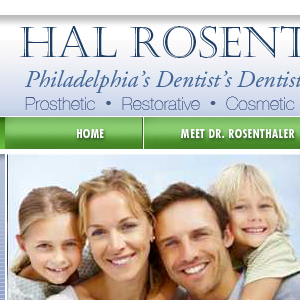 HAL ROSENT
Philadelphia's Dentist's Dentist
Prosthetic • Restorative • Cosmetic
HOME MEET DR. ROSENTHALER